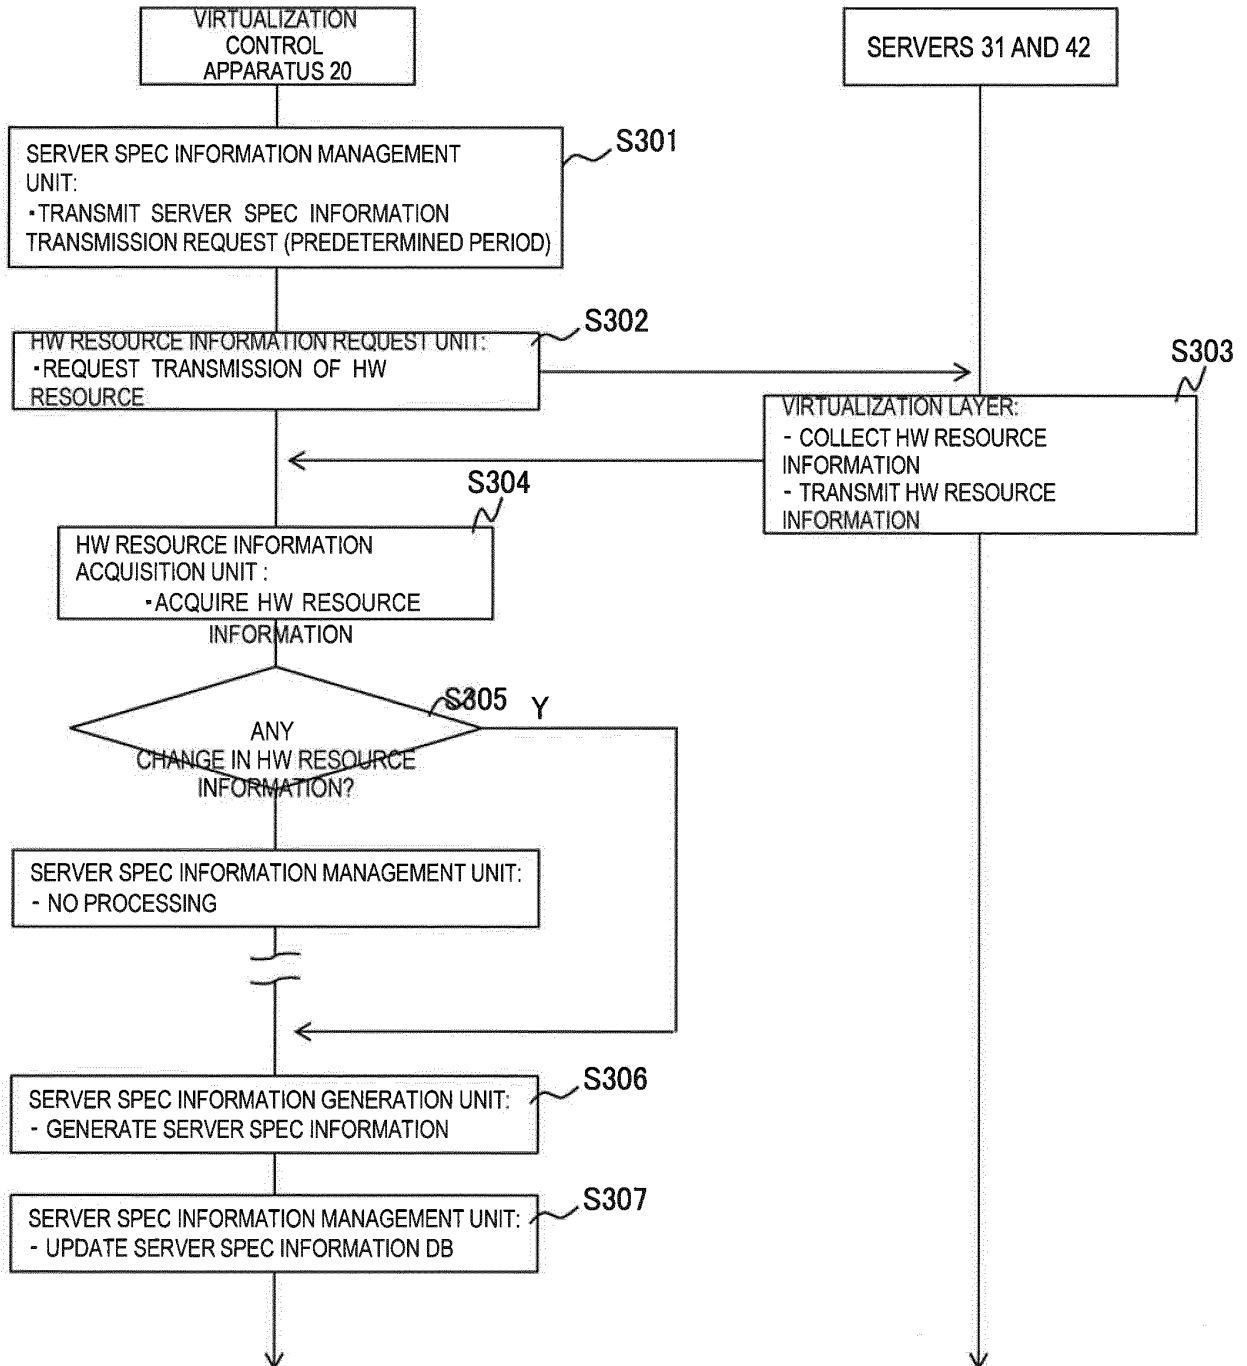 VIRTUALIZATION
CONTROL
APPARATUS 20
SERVERS 31 AND 42
S301
SERVER SPEC INFORMATION MANAGEMENT
UNIT:
・TRANSMIT SERVER SPEC INFORMATION
TRANSMISSION REQUEST (PREDETERMINED PERIOD)
S302
HW RESOURCE INFORMATION REQUEST UNIT:
・REQUEST TRANSMISSION OF HW
RESOURCE
S303
VIRTUALIZATION LAYER:
- COLLECT HW RESOURCE
INFORMATION
- TRANSMIT HW RESOURCE
INFORMATION
S304
HW RESOURCE INFORMATION
ACQUISITION UNIT :
・ACQUIRE HW RESOURCE
INFORMATION
S305
Y
ANY
CHANGE IN HW RESOURCE
INFORMATION?
SERVER SPEC INFORMATION MANAGEMENT UNIT:
- NO PROCESSING
S306
SERVER SPEC INFORMATION GENERATION UNIT:
- GENERATE SERVER SPEC INFORMATION
S307
SERVER SPEC INFORMATION MANAGEMENT UNIT:
- UPDATE SERVER SPEC INFORMATION DB